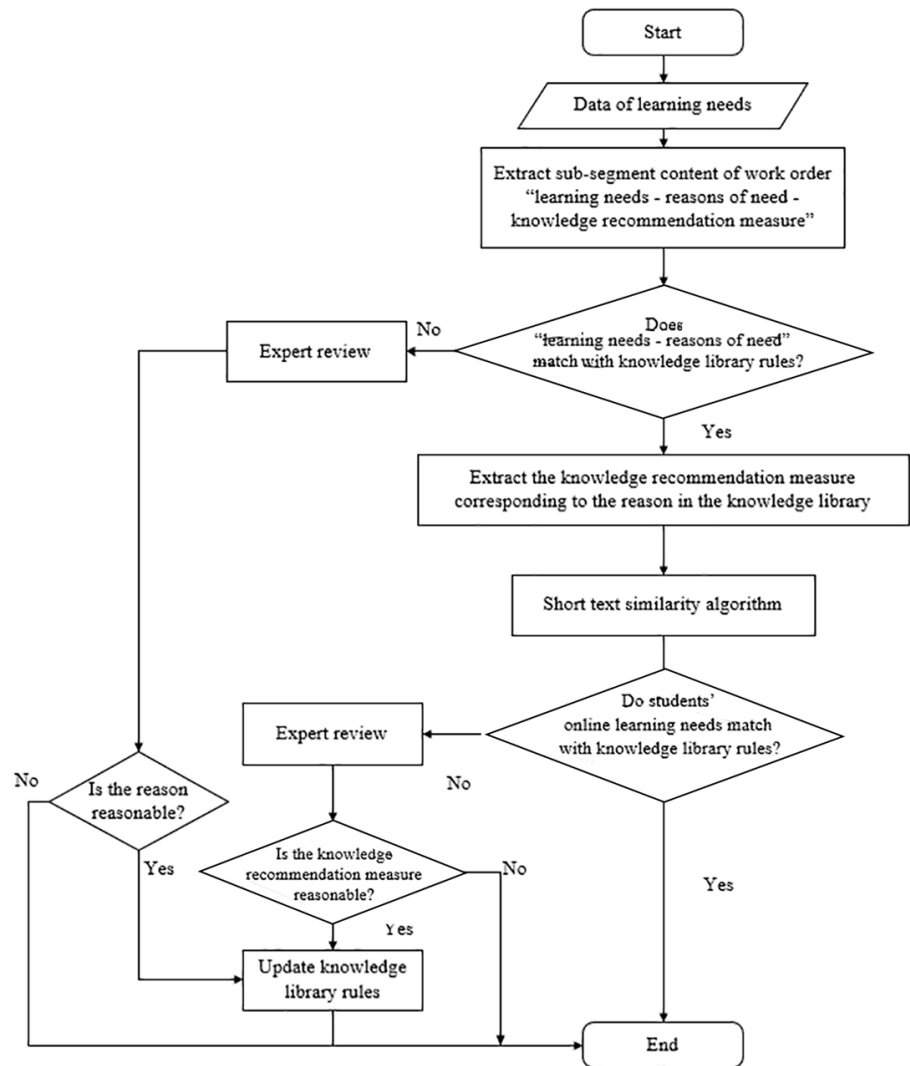 Start
Data of learning needs
Extract sub-segment content of work order
“learning needs - reasons of need -
knowledge recommendation measure”
Does
“learning needs - reasons of need”
match with knowledge library rules?
No
Expert review
Yes
Extract the knowledge recommendation measure
corresponding to the reason in the knowledge library
Short text similarity algorithm
Do students’
online learning needs match
with knowledge library rules?
Expert review
No
No
Is the reason
reasonable?
Is the knowledge
recommendation measure
reasonable?
No
Yes
Yes
Yes
Update knowledge
library rules
End